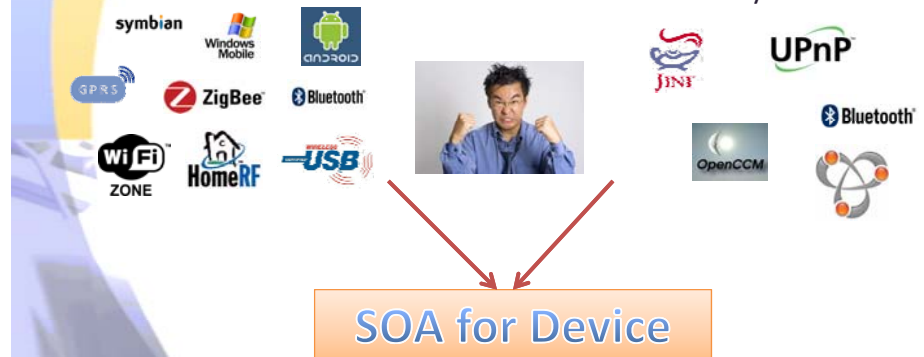 symbian
Windows
Mobile
ANDROID
JINI
UPnP
GPRS
ZigBee
Bluetooth
Bluetooth
Wi Fi
ZONE
HomeRF
WIRELESS
CERTIFIED
USB
OpenCCM
SOA for Device